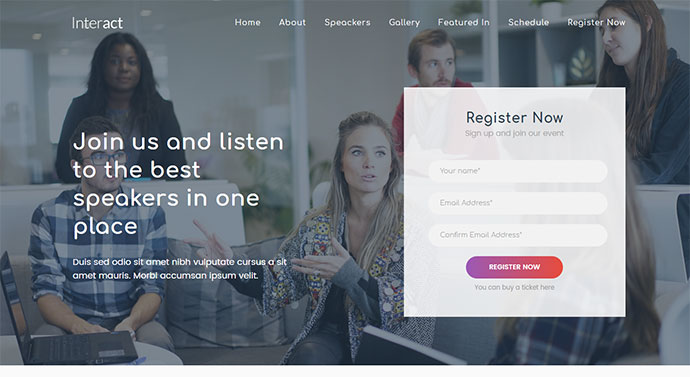 Interact
Home About Speackers Gallery Featured In Schedule Register Now
Join us and listen
to the best
speakers in one
place
Duis sed odio sit amet nibh vulputate cursus a sit
amet mauris. Morbi accumsan ipsum velit.
Register Now
Sign up and join our event
Your name*
Email Address*
Confirm Email Address*
REGISTER NOW
You can buy a ticket here